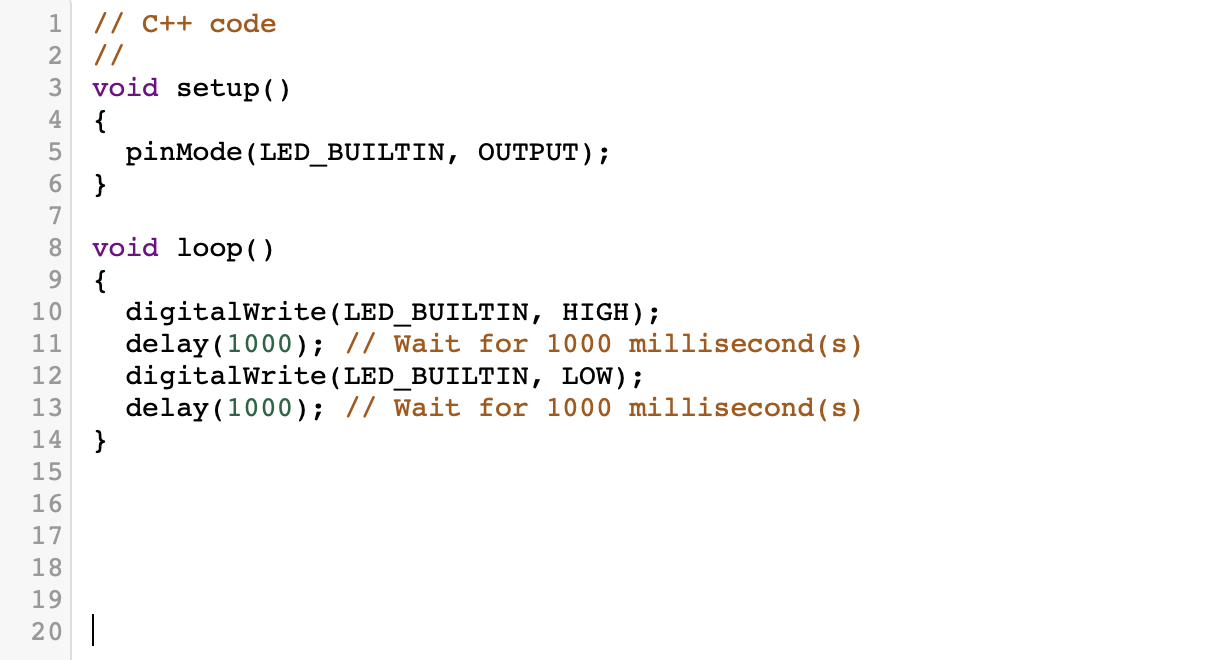 1 // C++ code
2 //
3 void setup()
4 {
5   pinMode(LED_BUILTIN, OUTPUT);
6 }
7
8 void loop()
9 {
10   digitalWrite(LED_BUILTIN, HIGH);
11   delay(1000); // Wait for 1000 millisecond(s)
12   digitalWrite(LED_BUILTIN, LOW);
13   delay(1000); // Wait for 1000 millisecond(s)
14 }
15
16
17
18
19
20